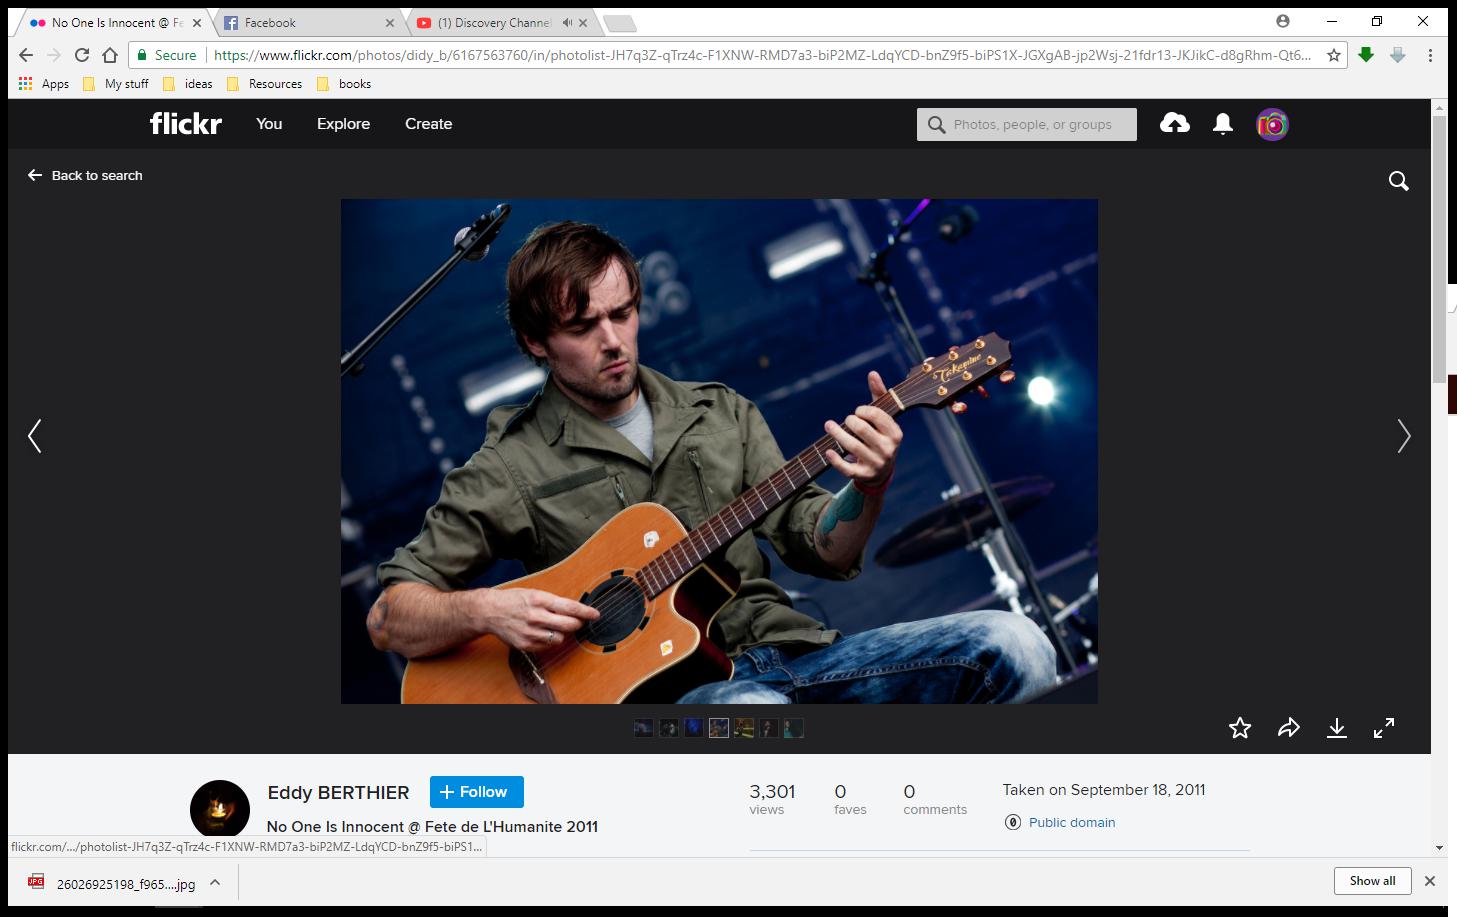 No One Is Innocent @ Fe
Facebook
(1) Discovery Channel
Secure
https://www.flickr.com/photos/didy_b/6167563760/in/photolist-JH7q3Z-qTrz4c-F1XNW-RMD7a3-biP2MZ-LdqYCD-bnZ9f5-biPS1X-JGXgAB-jp2Wsj-21fdr13-JKJikC-d8gRhm-Qt6...
Apps
My stuff
ideas
Resources
books
flickr
You
Explore
Create
Photos, people, or groups
Back to search
Takamine
Eddy BERTHIER
+ Follow
No One Is Innocent @ Fete de L'Humanite 2011
3,301
views
0
faves
0
comments
Taken on September 18, 2011
Public domain
flickr.com/.../photolist-JH7q3Z-qTrz4c-F1XNW-RMD7a3-biP2MZ-LdqYCD-bnZ9f5-biPS1...
JPG
26026925198_f965....jpg
Show all